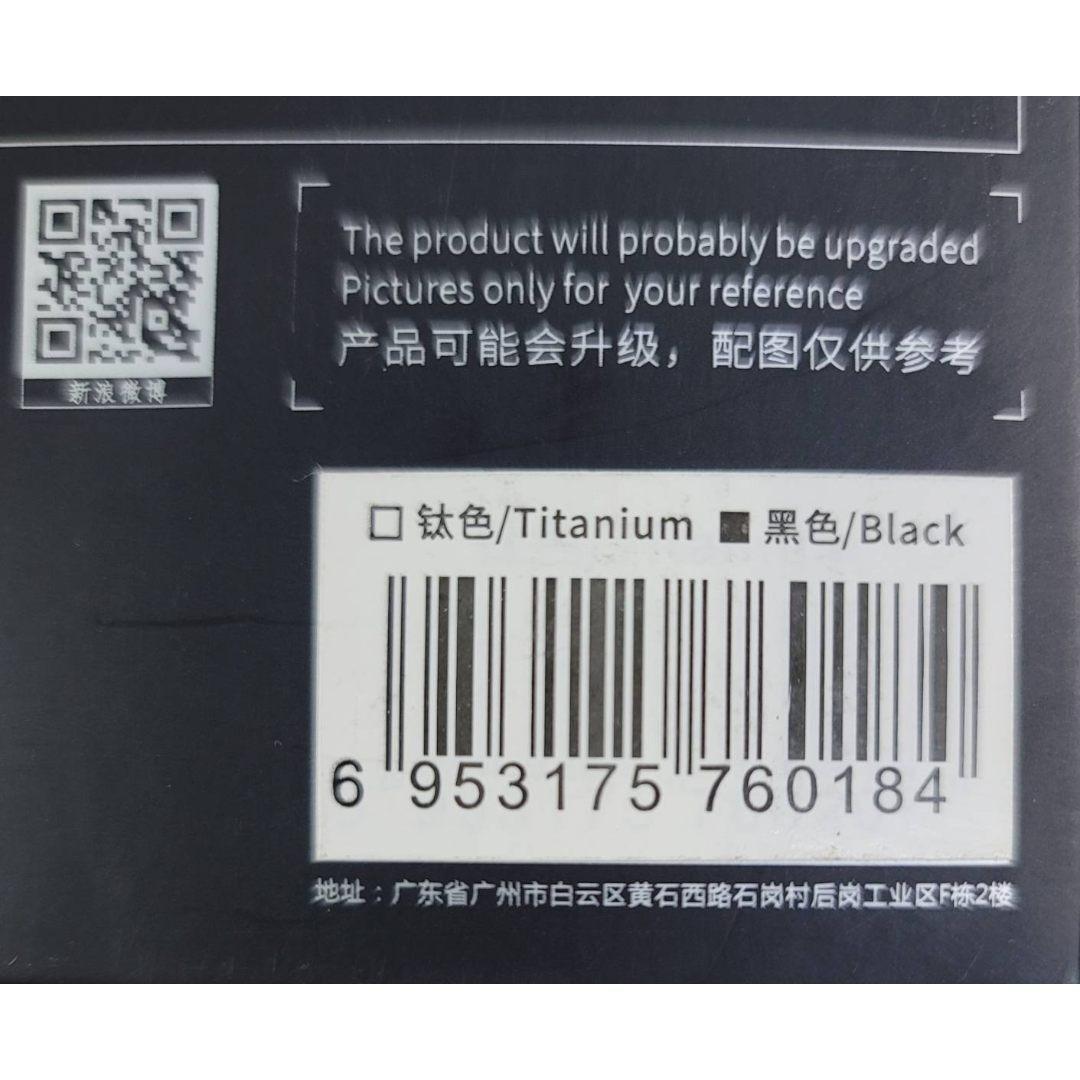 The product will probably be upgraded
Pictures only for your reference
产品可能会升级，配图仅供参考
新浪微博
钛色/Titanium 黑色/Black
6 953175 760184
地址：广东省广州市白云区黄石西路石岗村后岗工业区F栋2楼